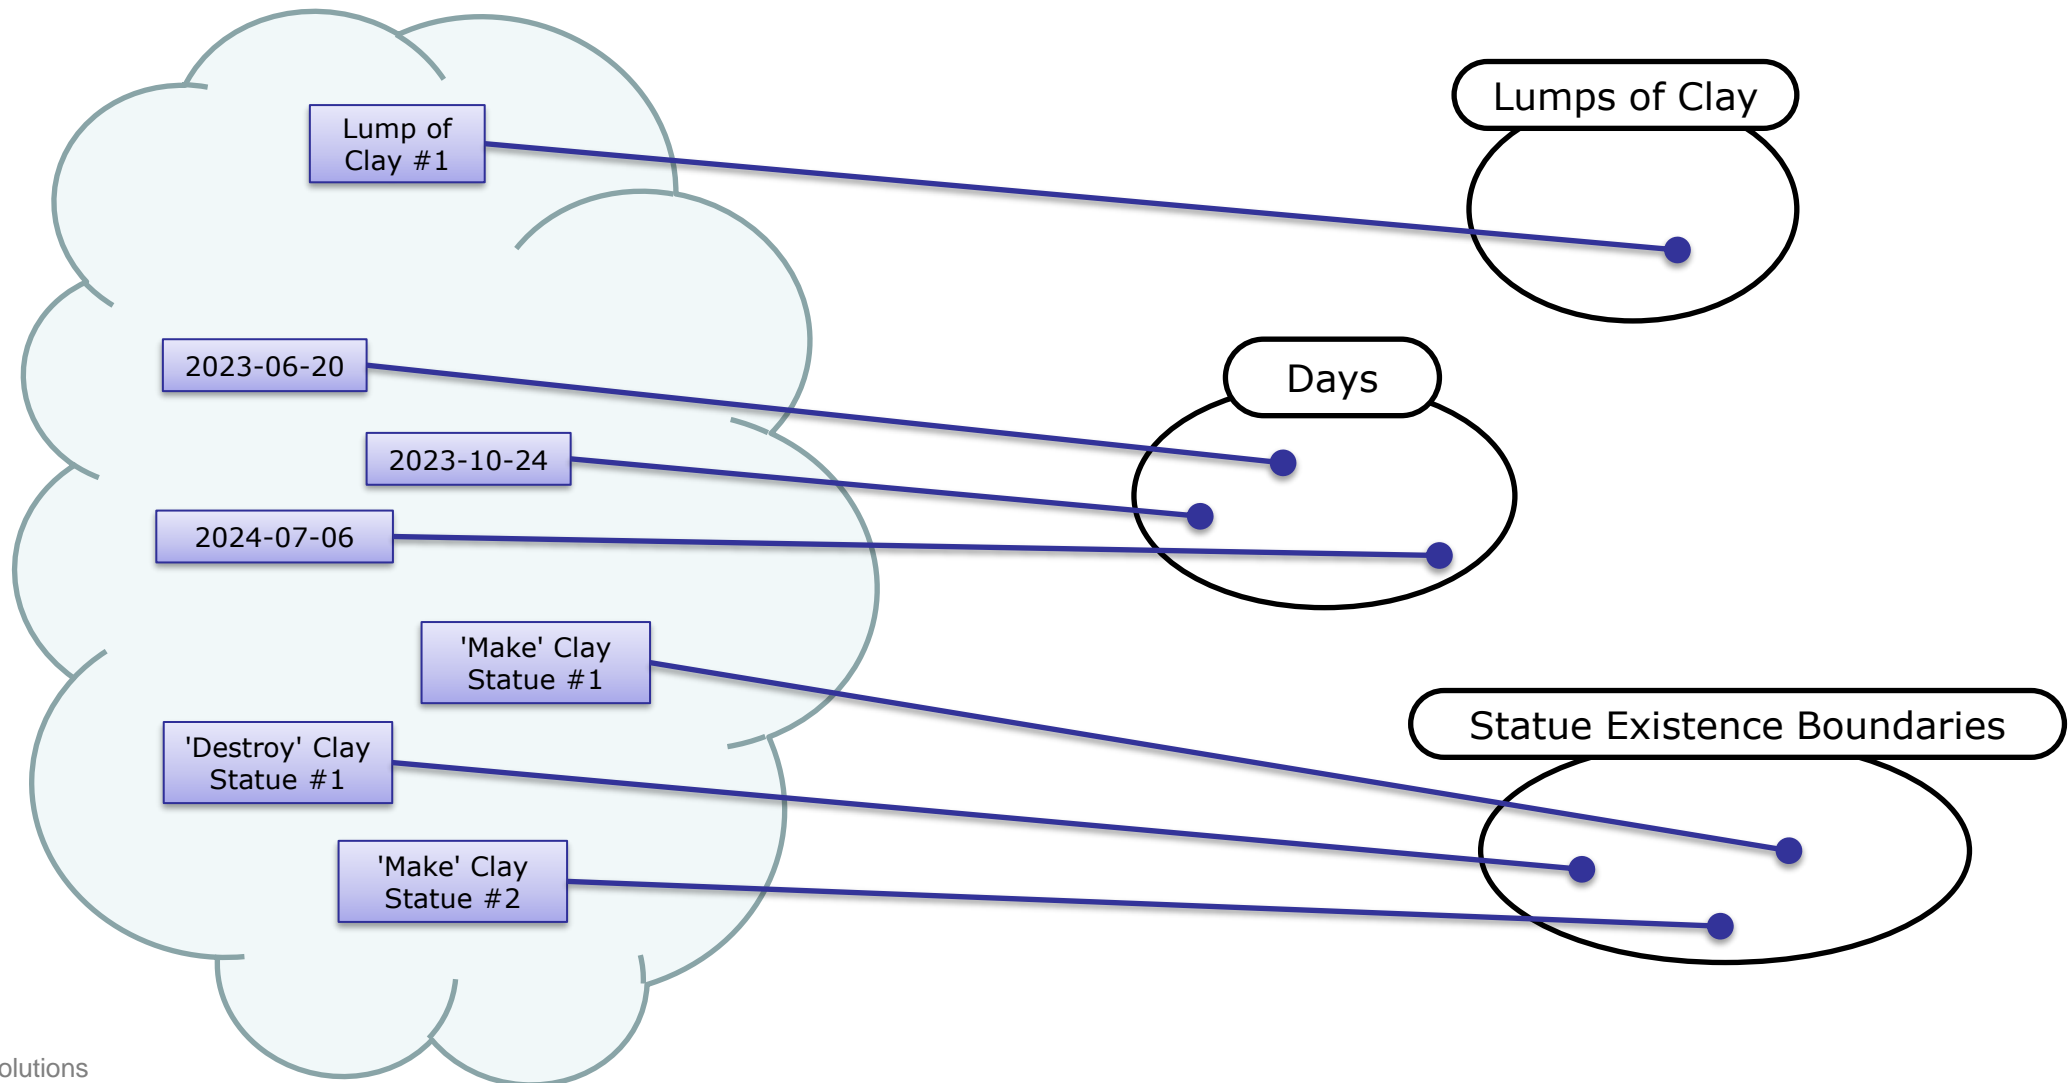 Lumps of Clay
Lump of
Clay #1
2023-06-20
Days
2023-10-24
2024-07-06
'Make' Clay
Statue #1
Statue Existence Boundaries
'Destroy' Clay
Statue #1
'Make' Clay
Statue #2
olutions